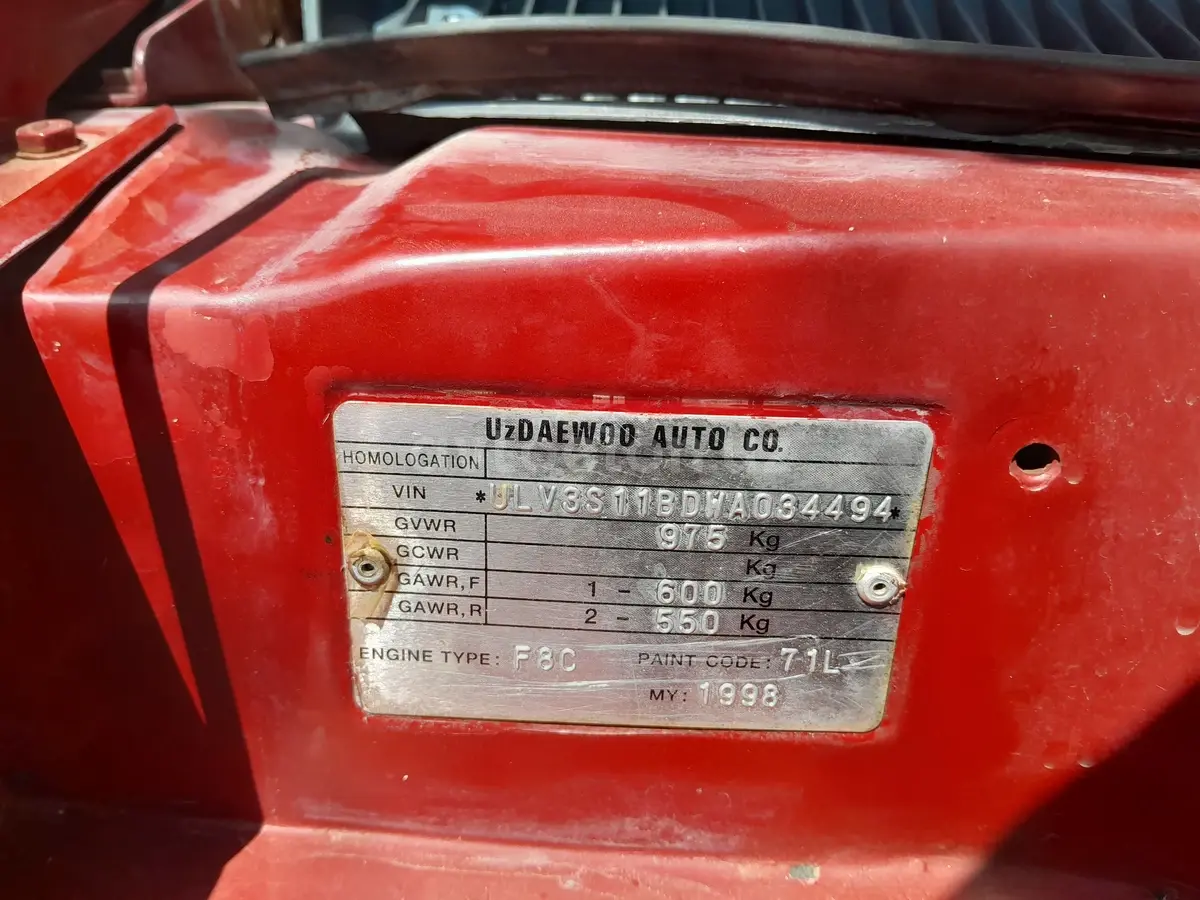 UzDAEWOO AUTO CO.
HOMOLOGATION
VIN *ULV3S11BDWA034494*
GVWR 975 Kg
GCWR Kg
GAWR,F 1 - 600 Kg
GAWR,R 2 - 550 Kg
ENGINE TYPE: F8C PAINT CODE: 71L
MY: 1998